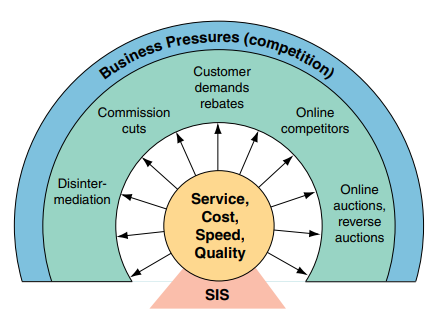 Business Pressures (competition)
Customer
demands
rebates
Commission
cuts
Online
competitors
Disinter-
mediation
Online
auctions,
reverse
auctions
Service,
Cost,
Speed,
Quality
SIS